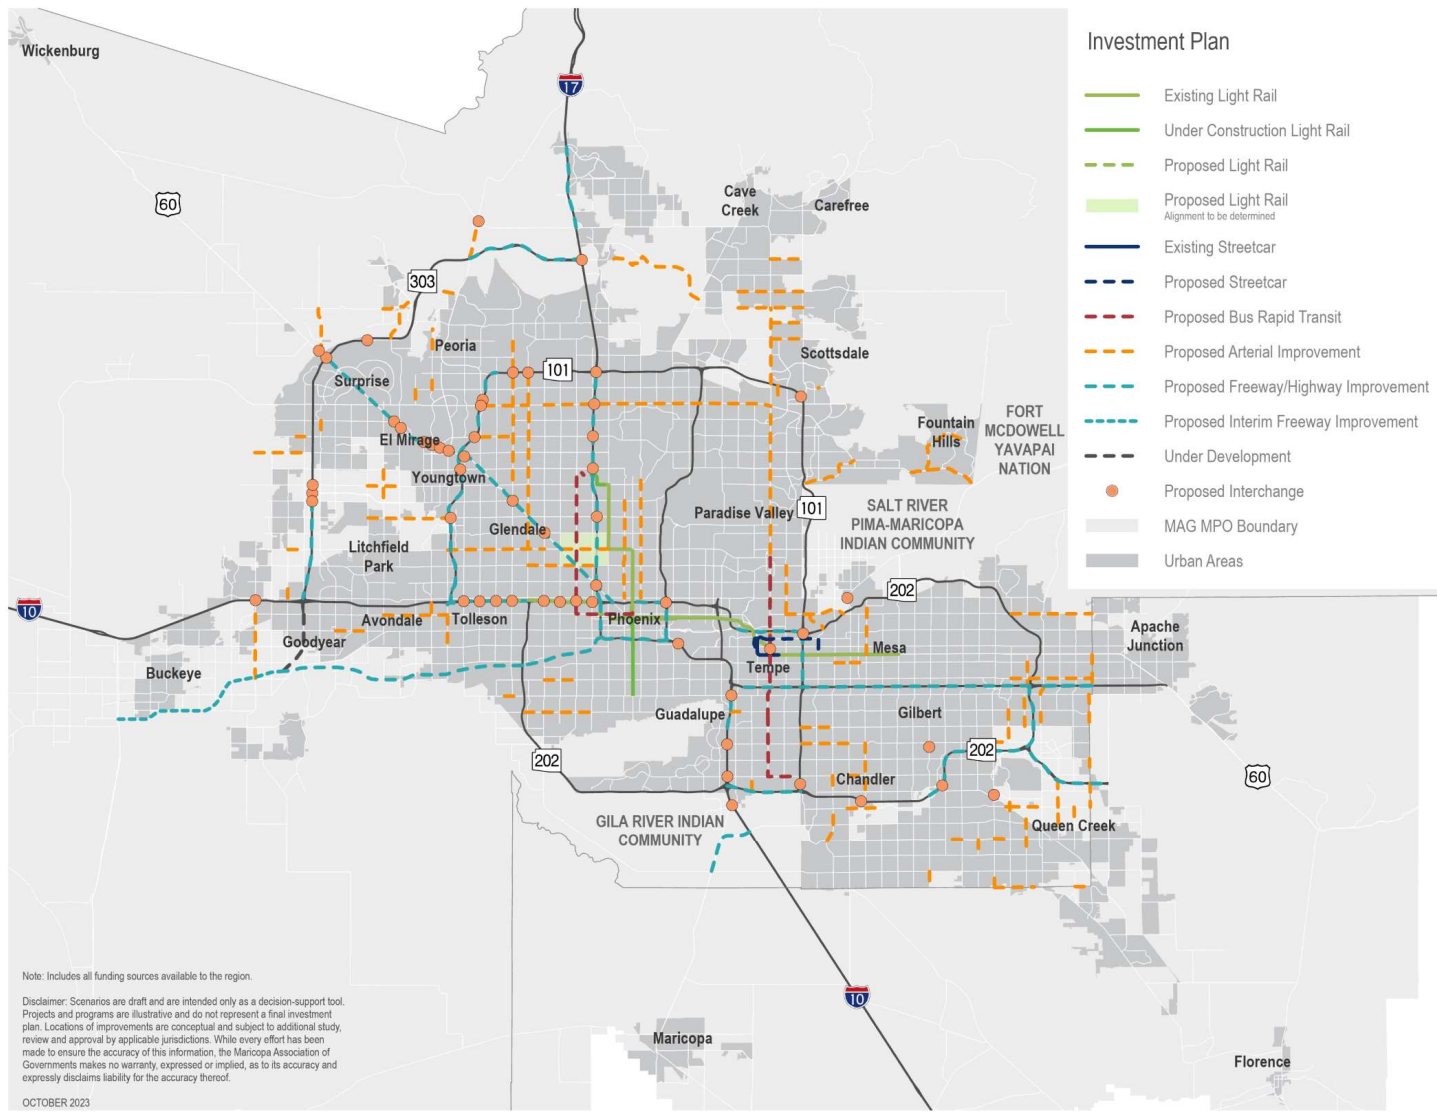 Investment Plan
Existing Light Rail
Under Construction Light Rail
Proposed Light Rail
Proposed Light Rail
Alignment to be determined
Existing Streetcar
Proposed Streetcar
Proposed Bus Rapid Transit
Proposed Arterial Improvement
Proposed Freeway/Highway Improvement
Proposed Interim Freeway Improvement
Under Development
Proposed Interchange
MAG MPO Boundary
Urban Areas
Wickenburg
17
60
Cave
Creek
Carefree
303
Peoria
Scottsdale
101
Surprise
Fountain
Hills
FORT
MCDOWELL
YAVAPAI
NATION
El Mirage
Youngtown
Paradise Valley
101
SALT RIVER
PIMA-MARICOPA
INDIAN COMMUNITY
Glendale
Litchfield
Park
202
10
Avondale
Tolleson
Phoenix
Goodyear
Mesa
Apache
Junction
Buckeye
Tempe
Guadalupe
Gilbert
202
202
Chandler
60
GILA RIVER INDIAN
COMMUNITY
Queen Creek
10
Maricopa
Florence
Note: Includes all funding sources available to the region.
Disclaimer: Scenarios are draft and are intended only as a decision-support tool.
Projects and programs are illustrative and do not represent a final investment
plan. Locations of improvements are conceptual and subject to additional study,
review and approval by applicable jurisdictions. While every effort has been
made to ensure the accuracy of this information, the Maricopa Association of
Governments makes no warranty, expressed or implied, as to its accuracy and
expressly disclaims liability for the accuracy thereof.
OCTOBER 2023